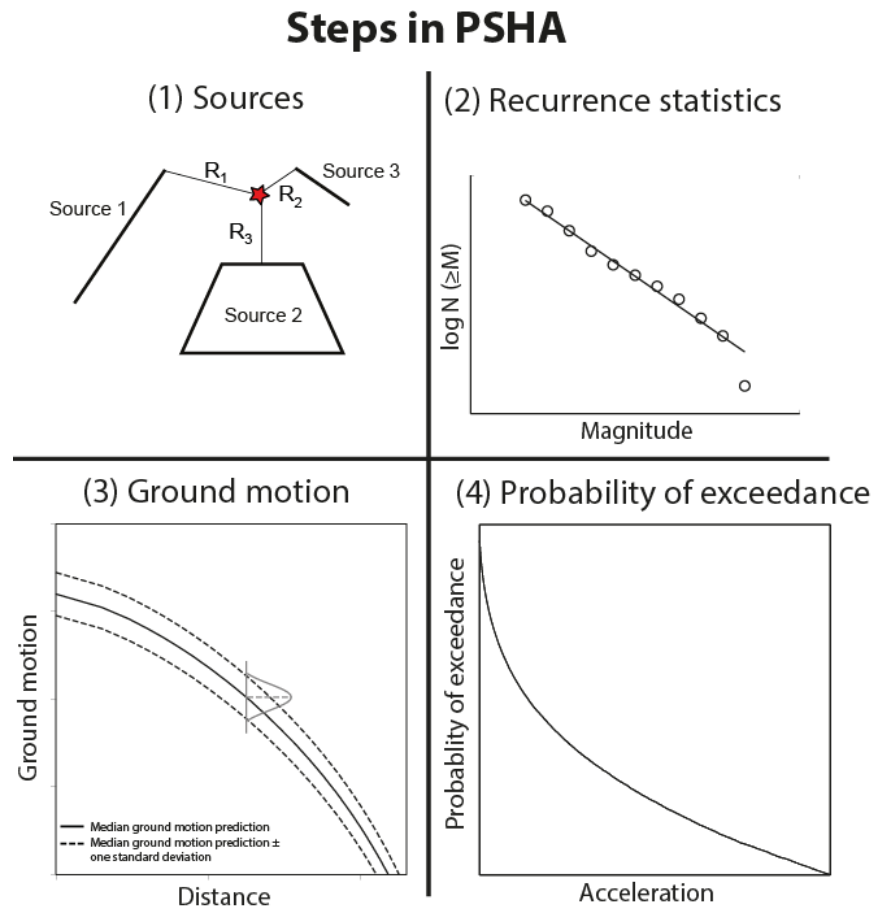 Steps in PSHA
(1) Sources
R1
Source 3
Source 1
R2
R3
Source 2
(2) Recurrence statistics
log N (≥M)
Magnitude
(3) Ground motion
Ground motion
Median ground motion prediction
Median ground motion prediction ±
one standard deviation
Distance
(4) Probability of exceedance
Probablity of exceedance
Acceleration